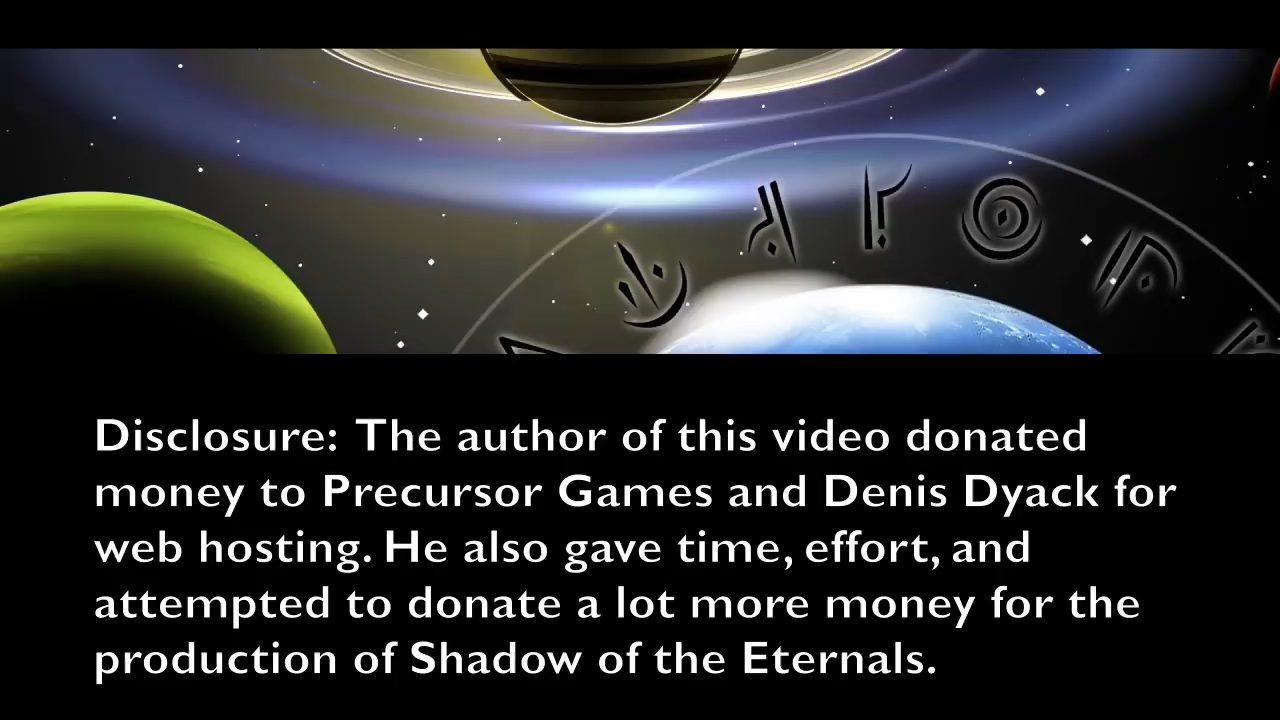 Disclosure: The author of this video donated
money to Precursor Games and Denis Dyack for
web hosting. He also gave time, effort, and
attempted to donate a lot more money for the
production of Shadow of the Eternals.